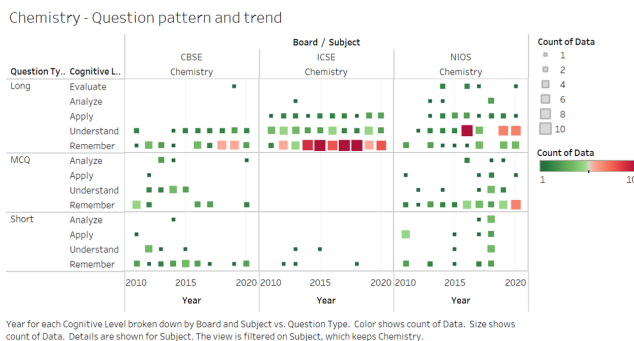 Chemistry - Question pattern and trend
Board / Subject
CBSE ICSE NIOS
Question Ty.. Cognitive L.. Chemistry Chemistry Chemistry
Long Evaluate
Analyze
Apply
Understand
Remember
MCQ Analyze
Apply
Understand
Remember
Short Analyze
Apply
Understand
Remember
2010 2015 2020 2010 2015 2020 2010 2015 2020
Year Year Year
Count of Data
1
2
4
6
8
10
Count of Data
1 10
Year for each Cognitive Level broken down by Board and Subject vs. Question Type. Color shows count of Data. Size shows
count of Data. Details are shown for Subject. The view is filtered on Subject, which keeps Chemistry.